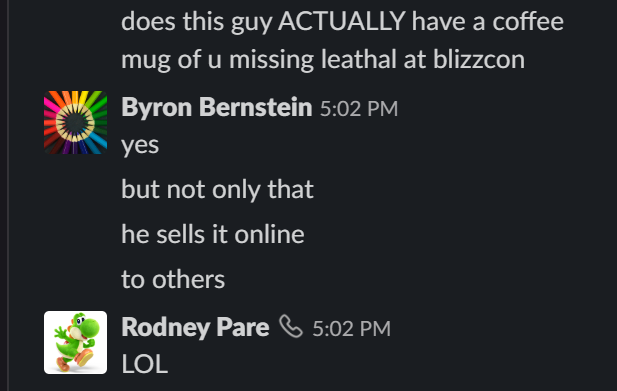 does this guy ACTUALLY have a coffee
mug of u missing leathal at blizzcon
Byron Bernstein 5:02 PM
yes
but not only that
he sells it online
to others
Rodney Pare 5:02 PM
LOL